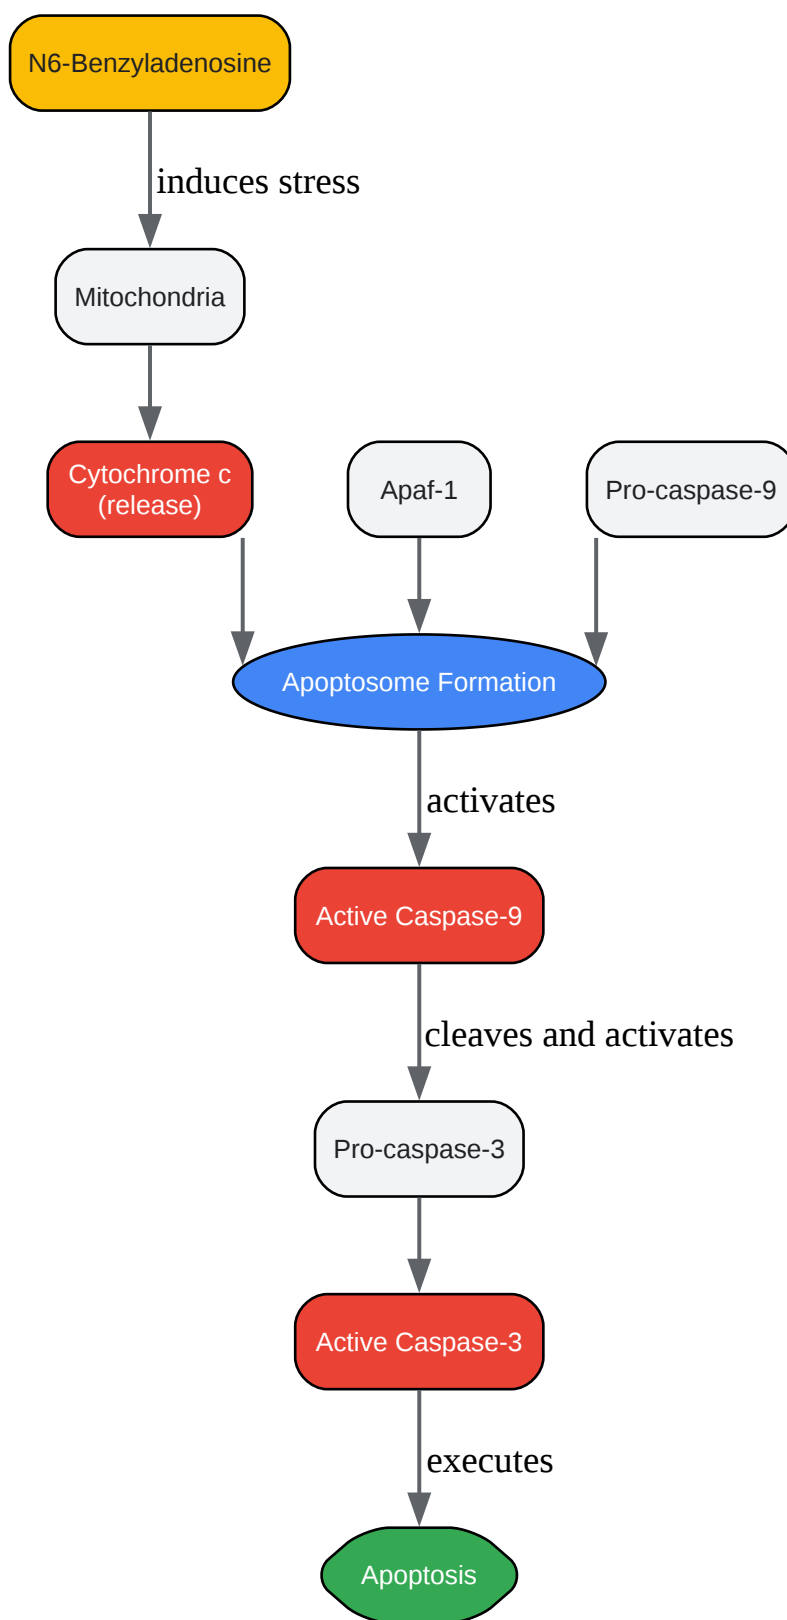 N6-Benzyladenosine
induces stress
Mitochondria
Cytochrome c
(release)
Apaf-1
Pro-caspase-9
Apoptosome Formation
activates
Active Caspase-9
cleaves and activates
Pro-caspase-3
Active Caspase-3
executes
Apoptosis